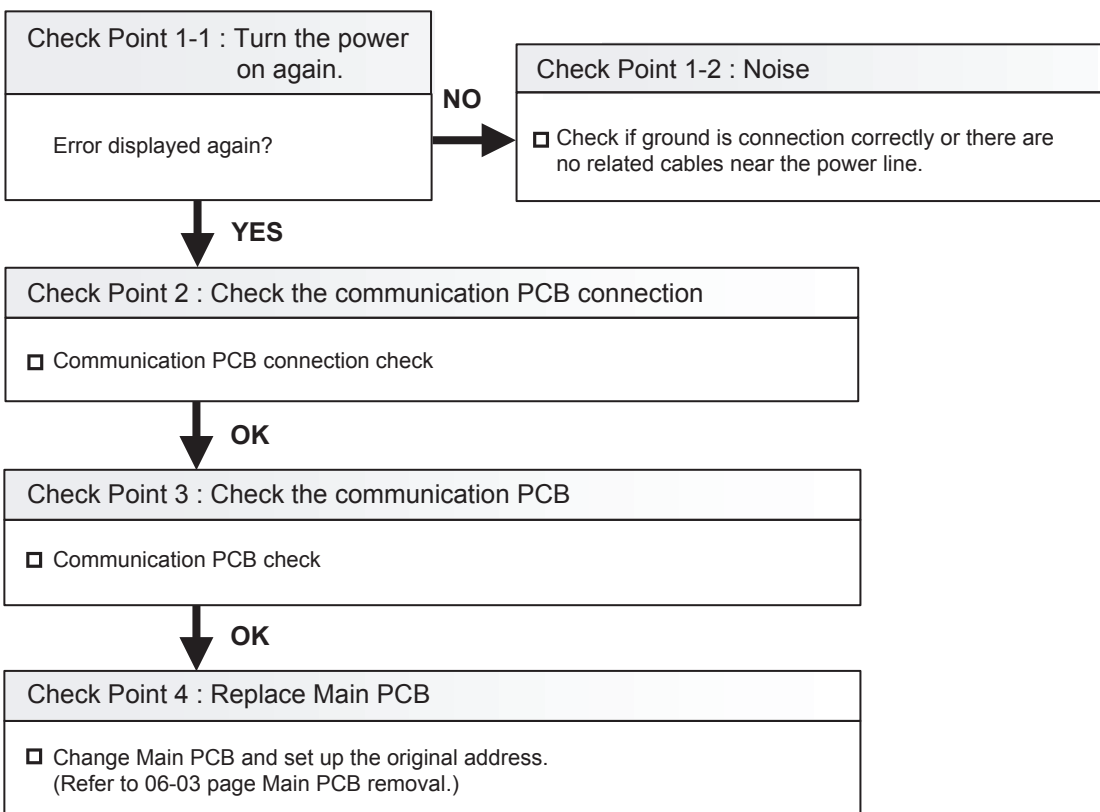 Check Point 1-1 : Turn the power
on again.
Error displayed again?
NO
Check Point 1-2 : Noise
Check if ground is connection correctly or there are
no related cables near the power line.
YES
Check Point 2 : Check the communication PCB connection
Communication PCB connection check
OK
Check Point 3 : Check the communication PCB
Communication PCB check
OK
Check Point 4 : Replace Main PCB
Change Main PCB and set up the original address.
(Refer to 06-03 page Main PCB removal.)